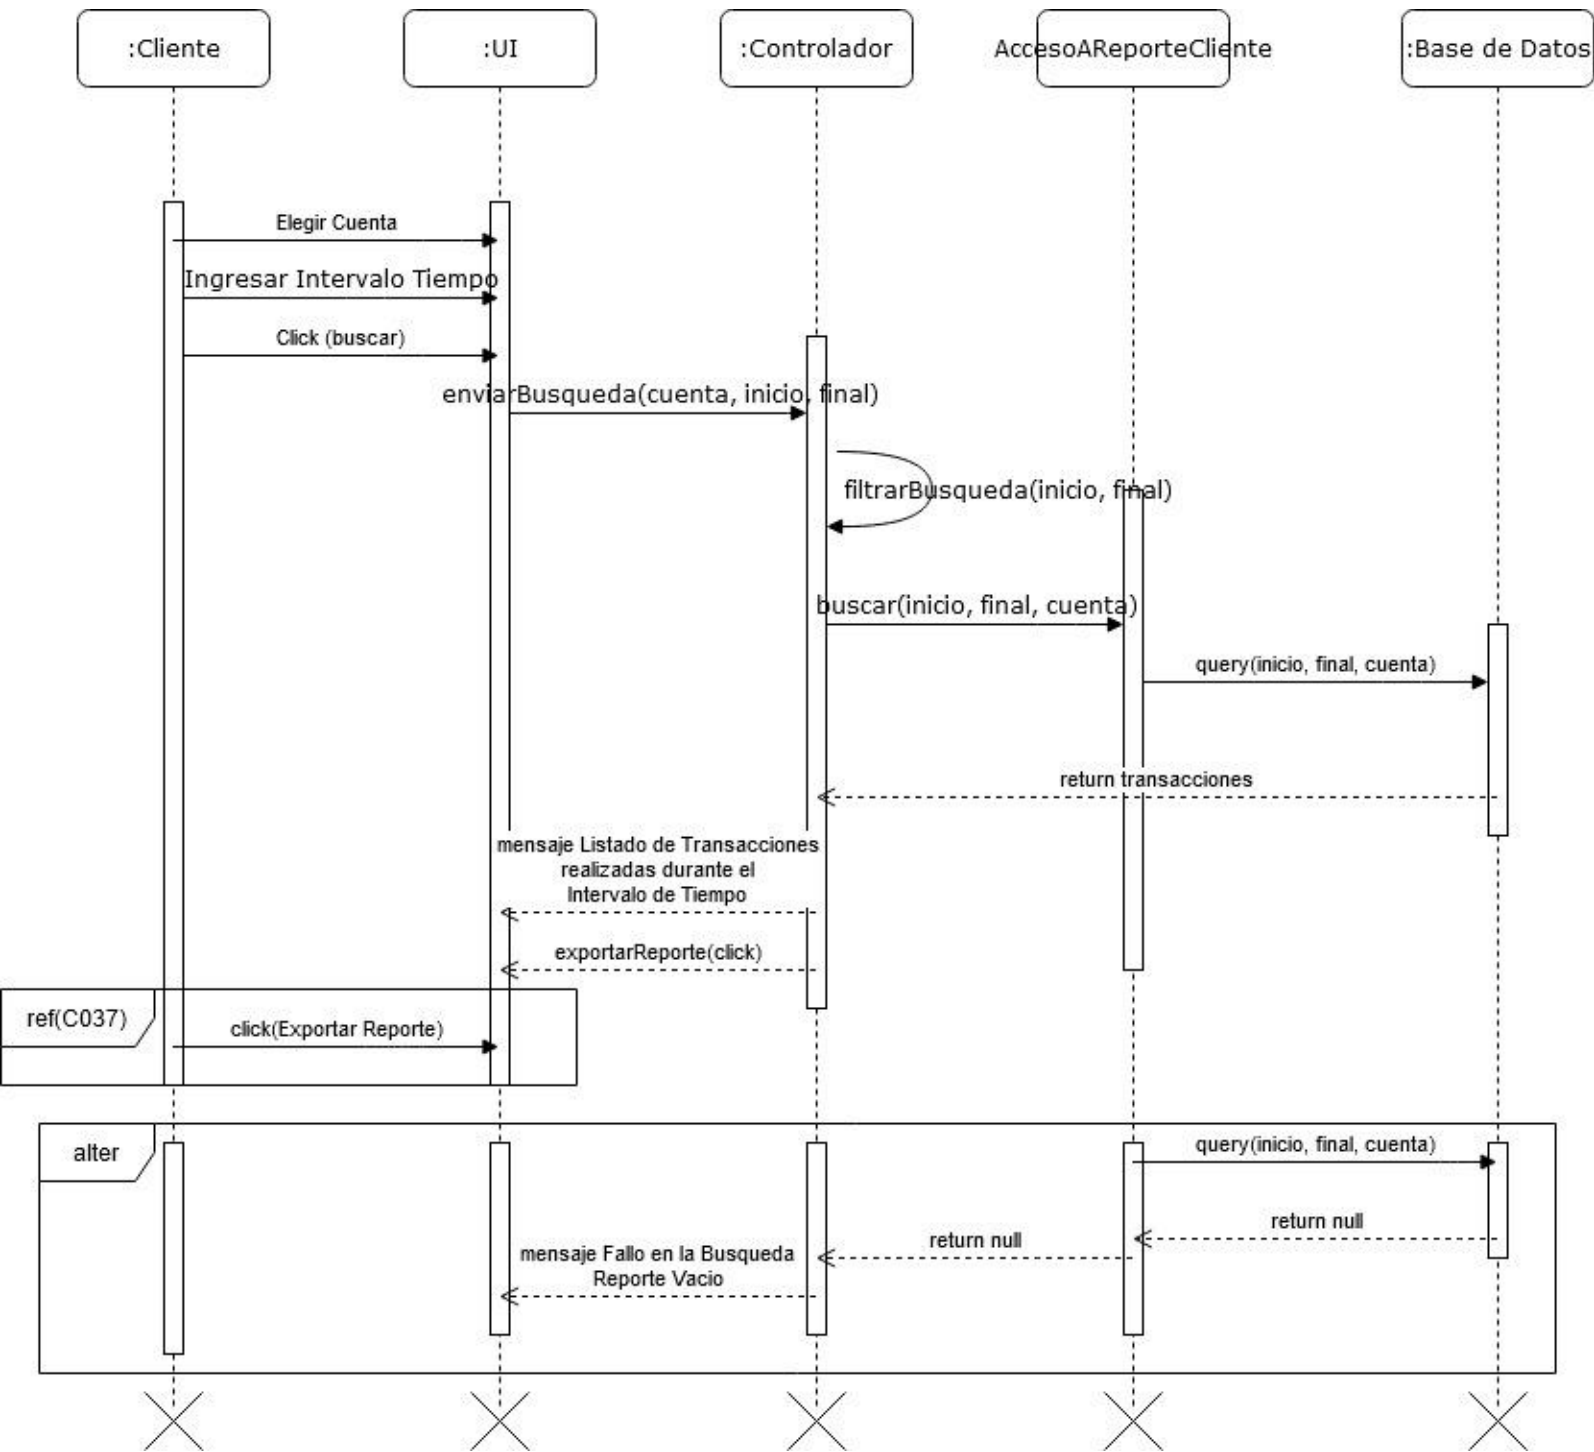 :Cliente
:UI
:Controlador
AccesoAReporteCliente
:Base de Datos
Elegir Cuenta
Ingresar Intervalo Tiempo
Click (buscar)
enviarBusqueda(cuenta, inicio, final)
filtrarBusqueda(inicio, final)
buscar(inicio, final, cuenta)
query(inicio, final, cuenta)
return transacciones
mensaje Listado de Transacciones
realizadas durante el
Intervalo de Tiempo
exportarReporte(click)
ref(C037)
click(Exportar Reporte)
alter
query(inicio, final, cuenta)
return null
return null
mensaje Fallo en la Busqueda
Reporte Vacio